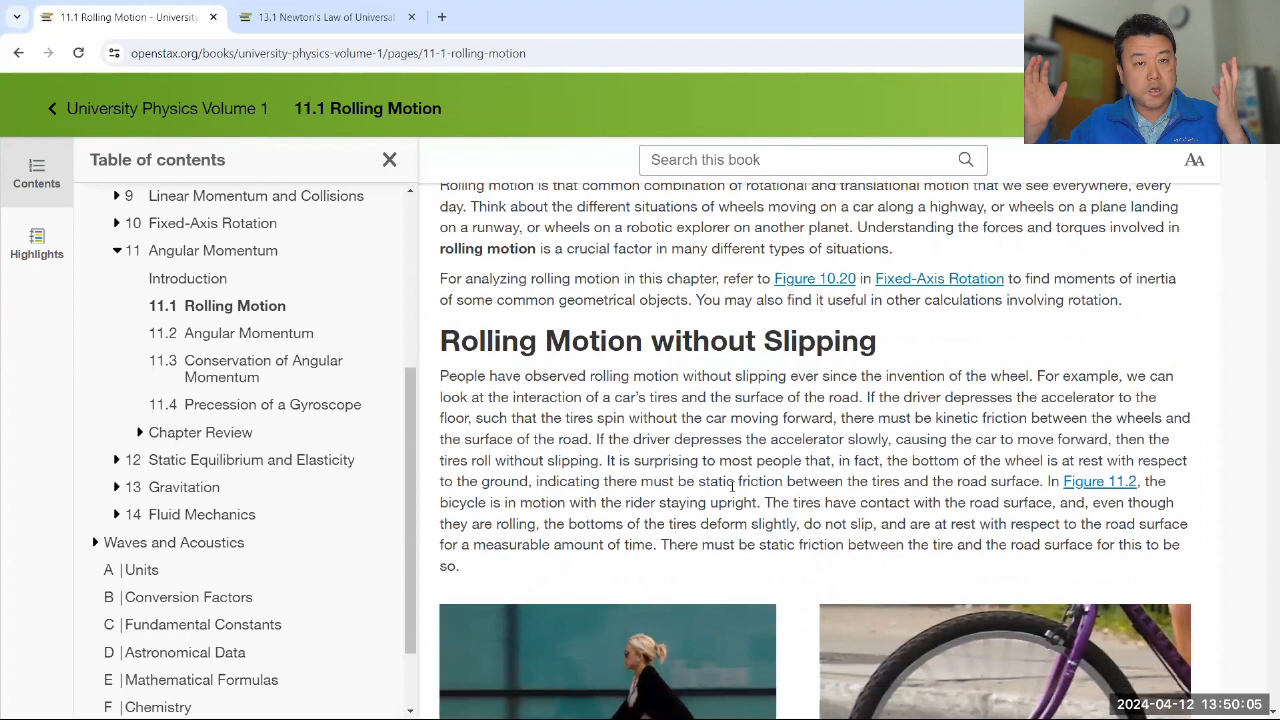 11.1 Rolling Motion - University
13.1 Newton's Law of Universal
openstax.org/books/university-physics-volume-1/pages/11-1-rolling-motion
University Physics Volume 1
11.1 Rolling Motion
Contents
Highlights
Table of contents
9 Linear Momentum and Collisions
10 Fixed-Axis Rotation
11 Angular Momentum
Introduction
11.1 Rolling Motion
11.2 Angular Momentum
11.3 Conservation of Angular
Momentum
11.4 Precession of a Gyroscope
Chapter Review
12 Static Equilibrium and Elasticity
13 Gravitation
14 Fluid Mechanics
Waves and Acoustics
A | Units
B | Conversion Factors
C | Fundamental Constants
D | Astronomical Data
E | Mathematical Formulas
F | Chemistry
Search this book
AA
Rolling motion is that common combination of rotational and translational motion that we see everywhere, every
day. Think about the different situations of wheels moving on a car along a highway, or wheels on a plane landing
on a runway, or wheels on a robotic explorer on another planet. Understanding the forces and torques involved in
rolling motion is a crucial factor in many different types of situations.
For analyzing rolling motion in this chapter, refer to Figure 10.20 in Fixed-Axis Rotation to find moments of inertia
of some common geometrical objects. You may also find it useful in other calculations involving rotation.
Rolling Motion without Slipping
People have observed rolling motion without slipping ever since the invention of the wheel. For example, we can
look at the interaction of a car's tires and the surface of the road. If the driver depresses the accelerator to the
floor, such that the tires spin without the car moving forward, there must be kinetic friction between the wheels and
the surface of the road. If the driver depresses the accelerator slowly, causing the car to move forward, then the
tires roll without slipping. It is surprising to most people that, in fact, the bottom of the wheel is at rest with respect
to the ground, indicating there must be static friction between the tires and the road surface. In Figure 11.2, the
bicycle is in motion with the rider staying upright. The tires have contact with the road surface, and, even though
they are rolling, the bottoms of the tires deform slightly, do not slip, and are at rest with respect to the road surface
for a measurable amount of time. There must be static friction between the tire and the road surface for this to be
so.
2024-04-12 13:50:05